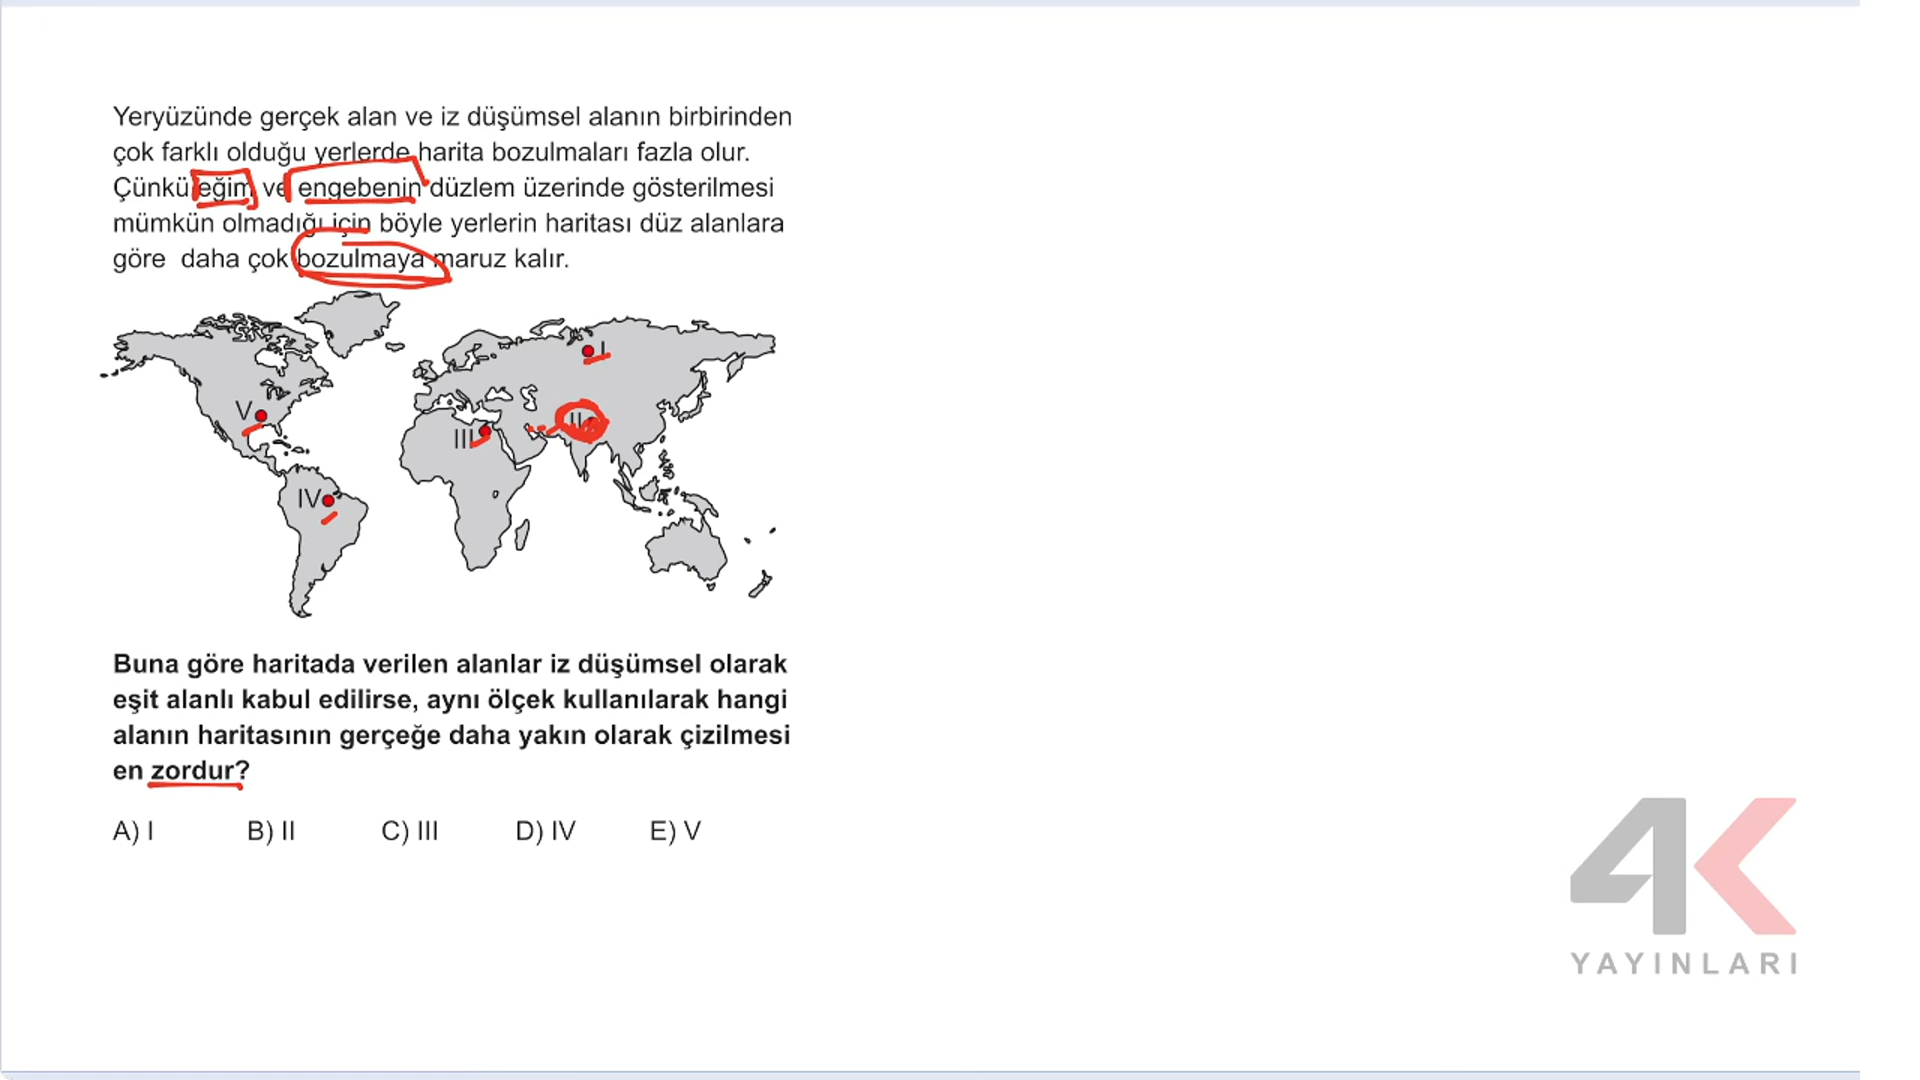 Yeryüzünde gerçek alan ve iz düşümsel alanın birbirinden
çok farklı olduğu yerlerde harita bozulmaları fazla olur.
Çünkü eğim ve engebenin düzlem üzerinde gösterilmesi
mümkün olmadığı için böyle yerlerin haritası düz alanlara
göre daha çok bozulmaya maruz kalır.
I
V
II
III
IV
Buna göre haritada verilen alanlar iz düşümsel olarak
eşit alanlı kabul edilirse, aynı ölçek kullanılarak hangi
alanın haritasının gerçeğe daha yakın olarak çizilmesi
en zordur?
A) I B) II C) III D) IV E) V
4K
YAYINLARI